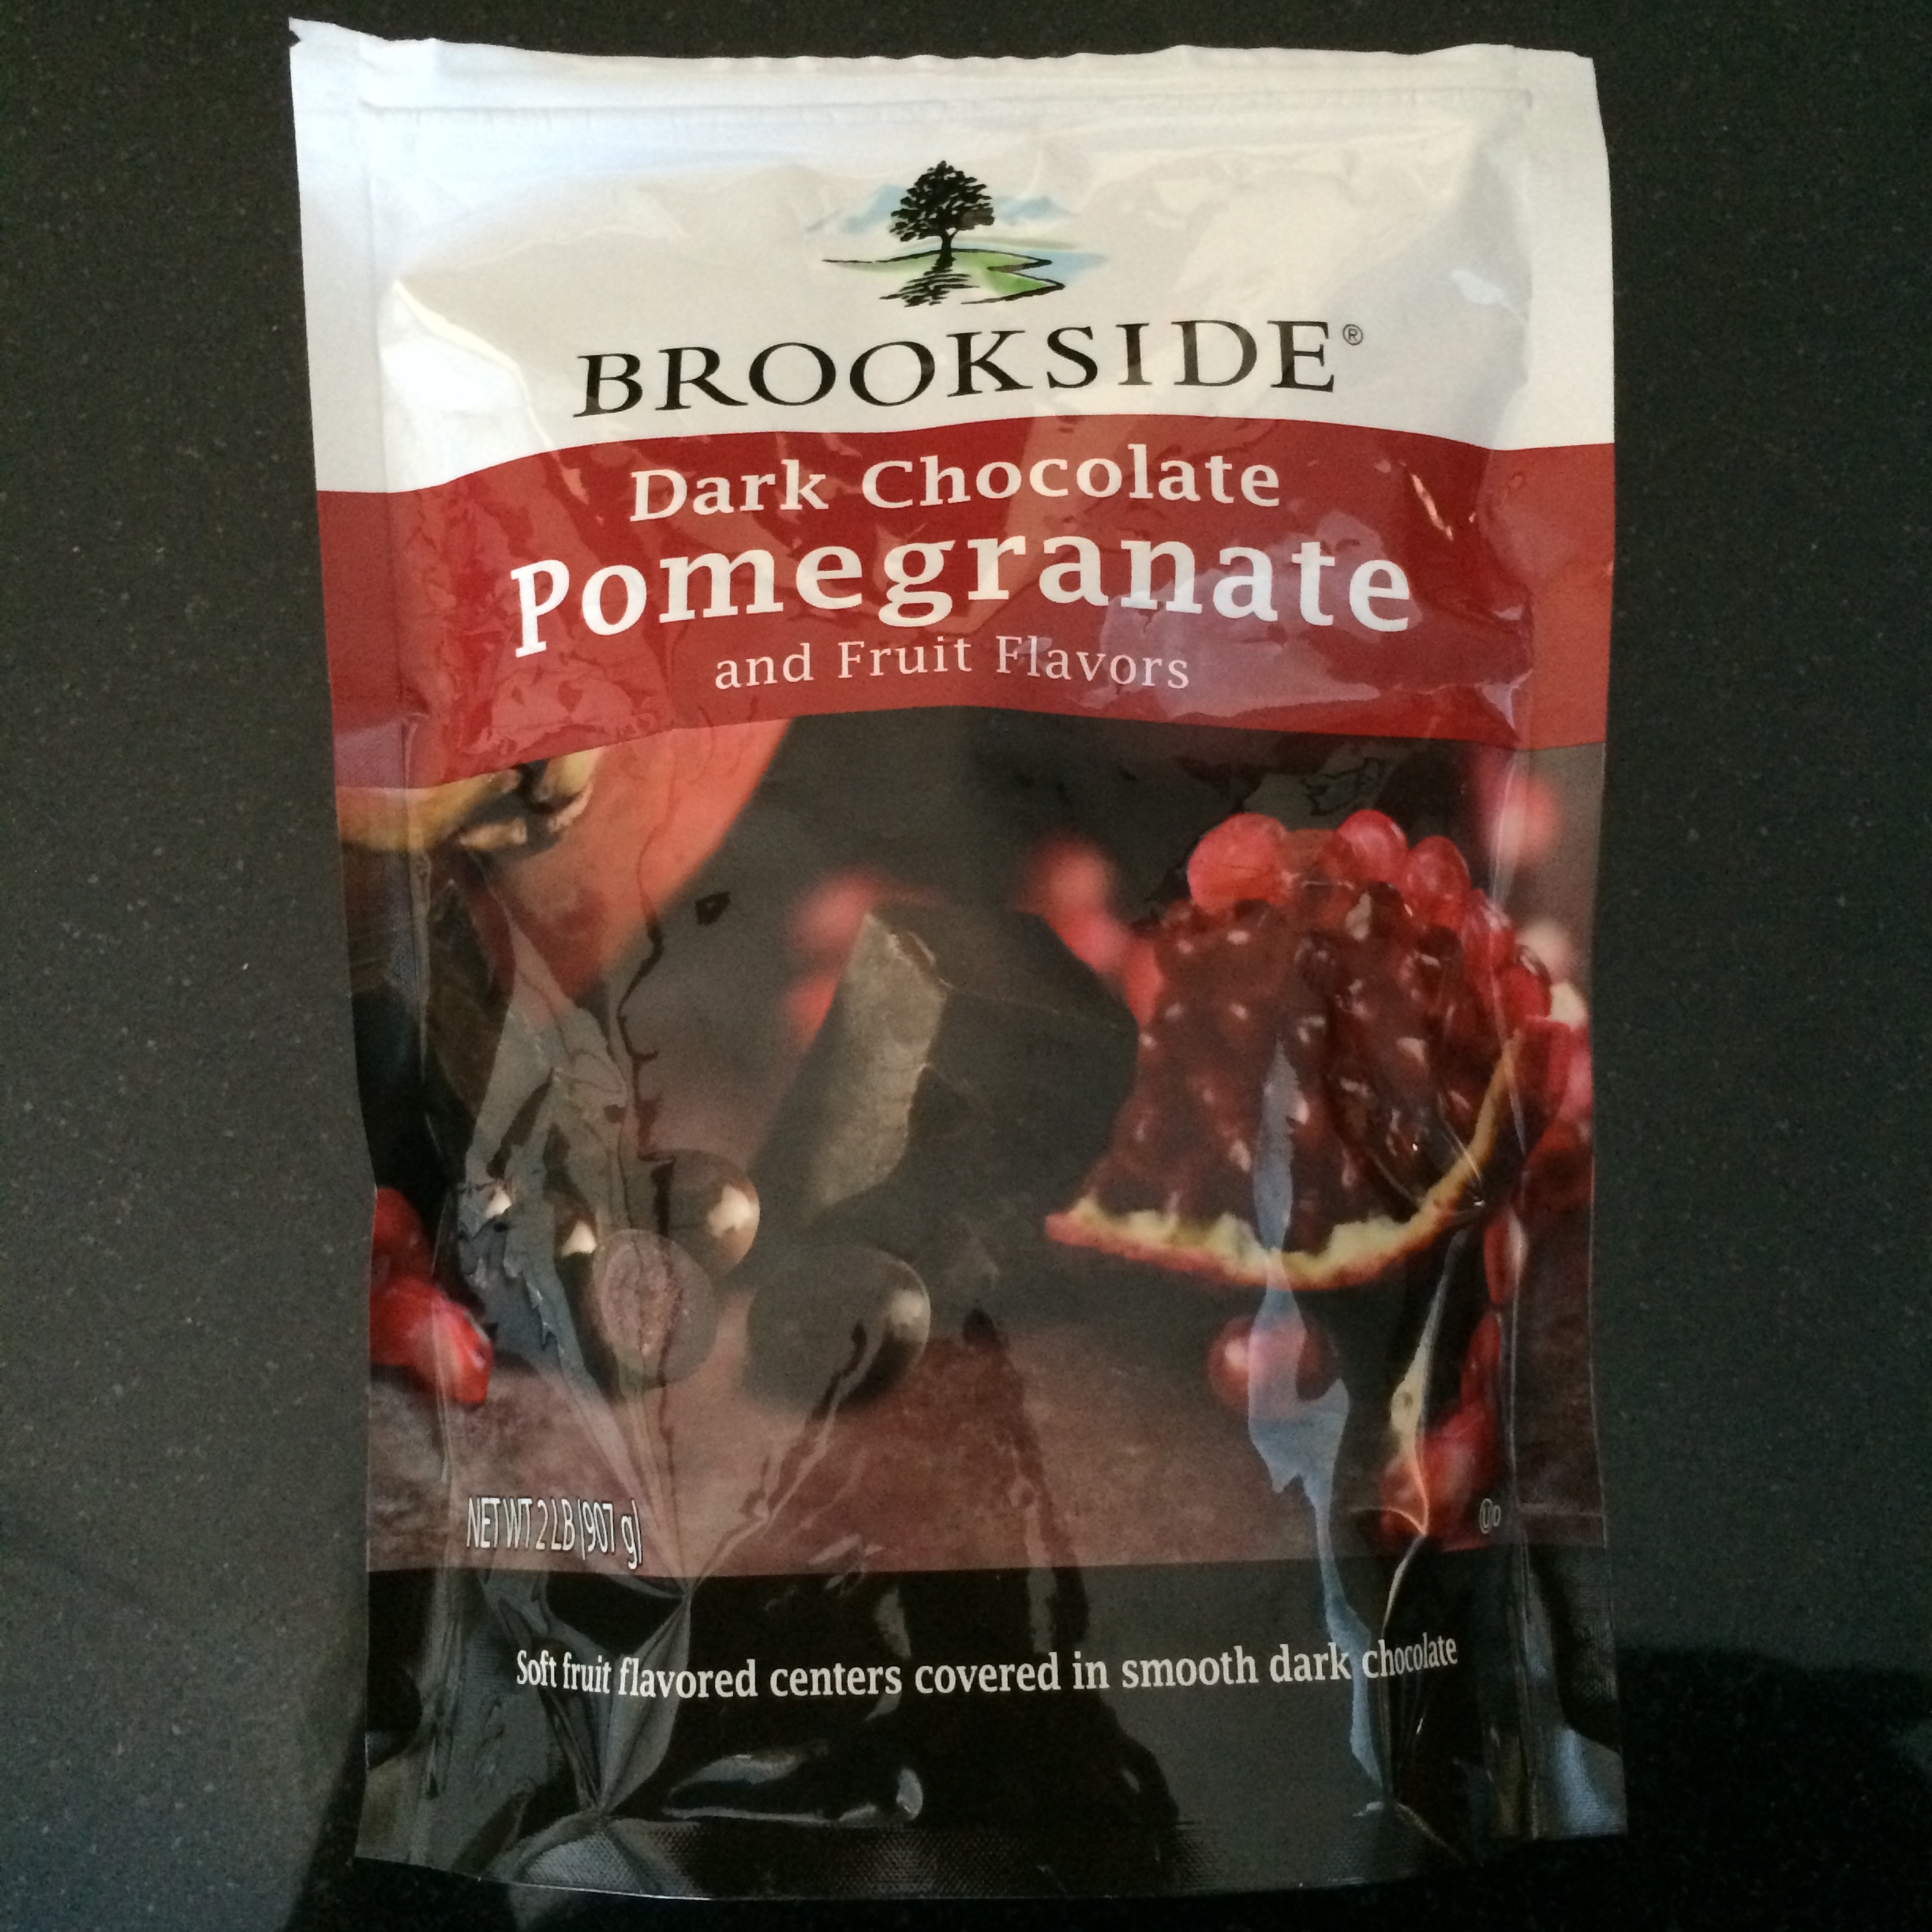 BROOKSIDE®
Dark Chocolate
Pomegranate
and Fruit Flavors
NET WT 2 LB (907 g)
Ⓤ D
Soft fruit flavored centers covered in smooth dark chocolate